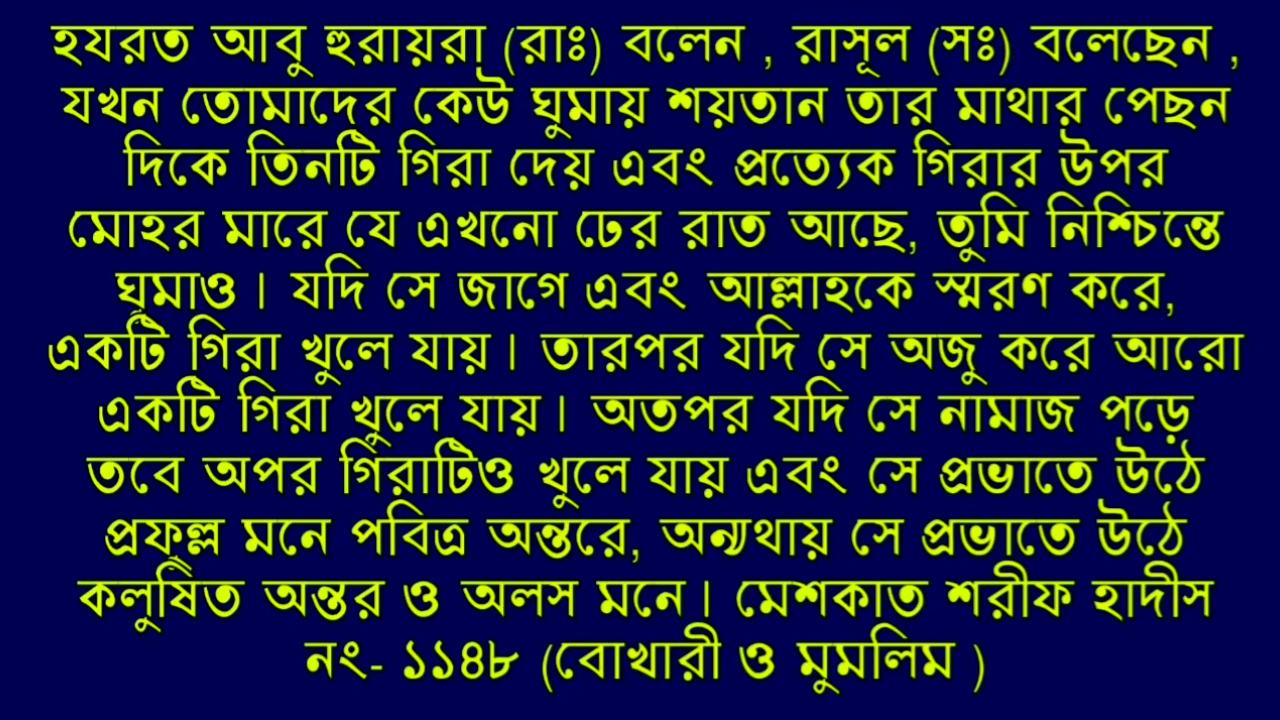 হযরত আবু হুরায়রা (রাঃ) বলেন , রাসূল (সঃ) বলেছেন ,
যখন তোমাদের কেউ ঘুমায় শয়তান তার মাথার পেছন
দিকে তিনটি গিরা দেয় এবং প্রত্যেক গিরার উপর
মোহর মারে যে এখনো ঢের রাত আছে, তুমি নিশ্চিন্তে
ঘুমাও । যদি সে জাগে এবং আল্লাহকে স্মরণ করে,
একটি গিরা খুলে যায় । তারপর যদি সে অজু করে আরো
একটি গিরা খুলে যায় । অতপর যদি সে নামাজ পড়ে
তবে অপর গিরাটিও খুলে যায় এবং সে প্রভাতে উঠে
প্রফুল্ল মনে পবিত্র অন্তরে, অন্যথায় সে প্রভাতে উঠে
কলুষিত অন্তর ও অলস মনে । মেশকাত শরীফ হাদীস
নং- ১১৪৮ (বোখারী ও মুমলিম )